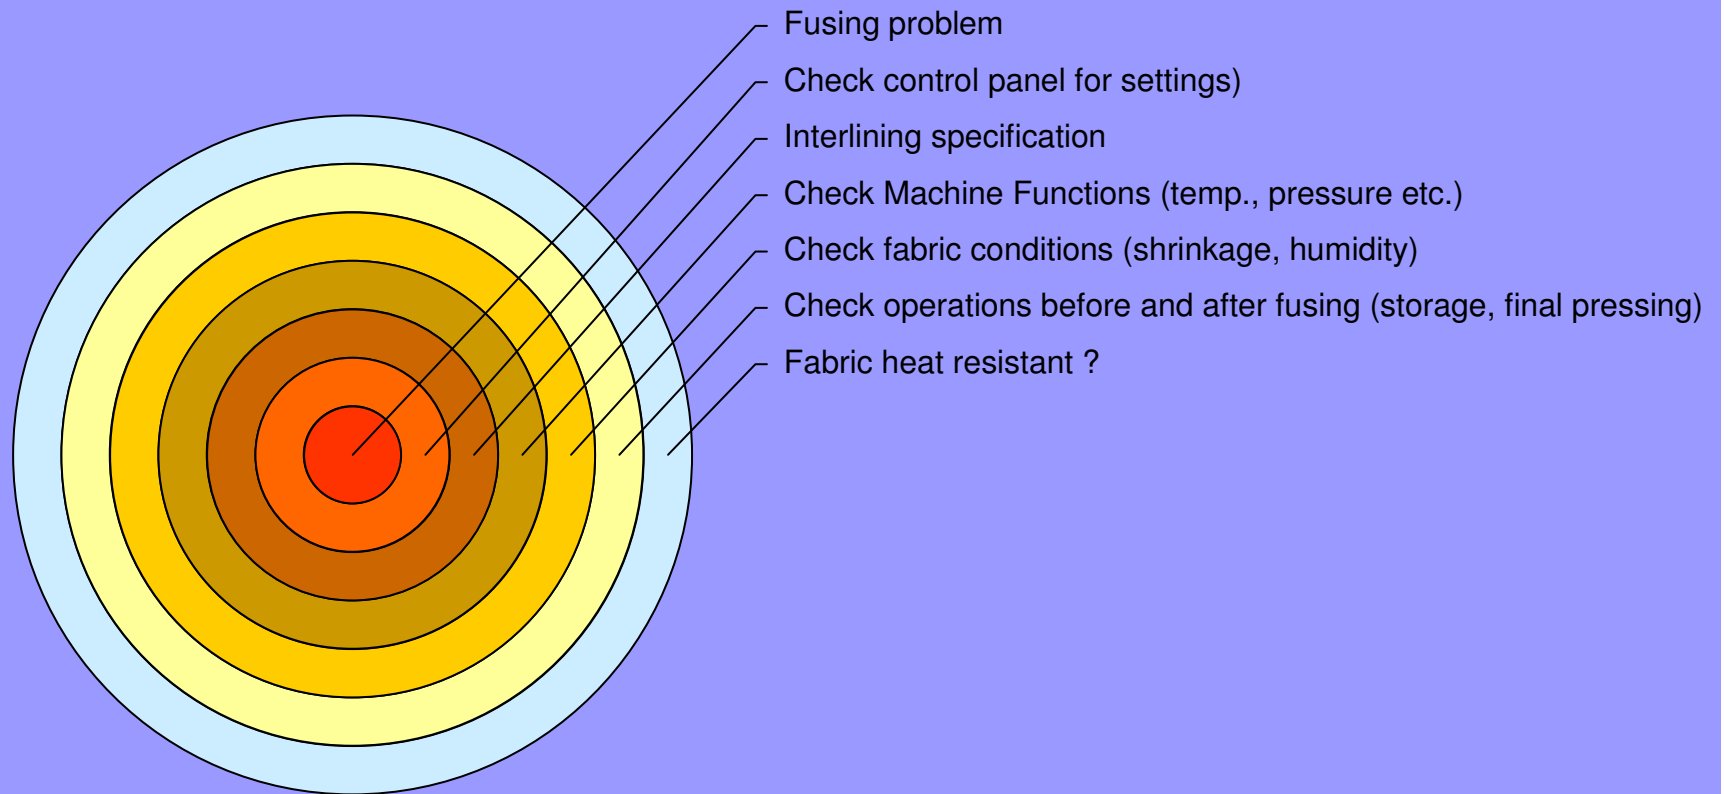 Fusing problem
Check control panel for settings)
Interlining specification
Check Machine Functions (temp., pressure etc.)
Check fabric conditions (shrinkage, humidity)
Check operations before and after fusing (storage, final pressing)
Fabric heat resistant ?